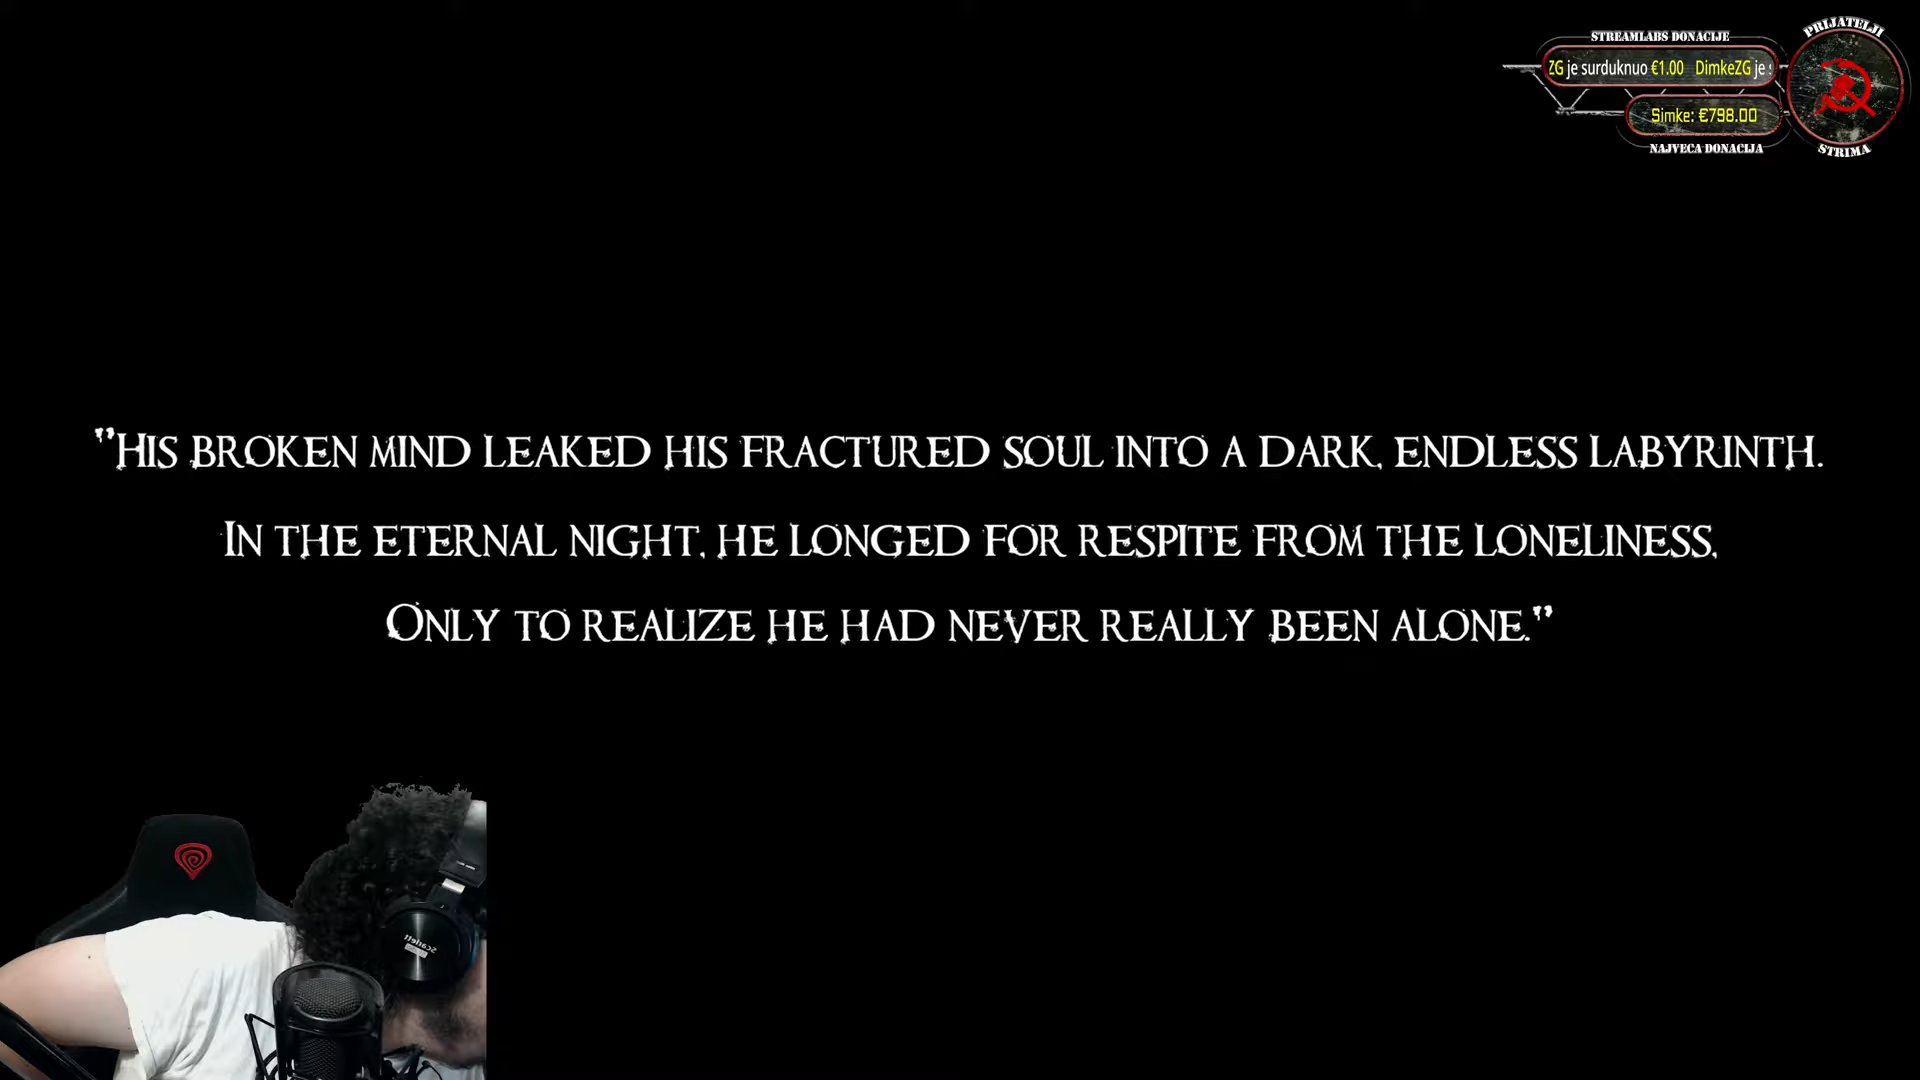 STREAMLABS DONACIJE
ZG je surduknuo €1.00 DimkeZG je
Simke: €798.00
NAJVECA DONACIJA
PRIJATELJI
STRIMA
"HIS BROKEN MIND LEAKED HIS FRACTURED SOUL INTO A DARK, ENDLESS LABYRINTH.
IN THE ETERNAL NIGHT, HE LONGED FOR RESPITE FROM THE LONELINESS,
ONLY TO REALIZE HE HAD NEVER REALLY BEEN ALONE."
Scarlett